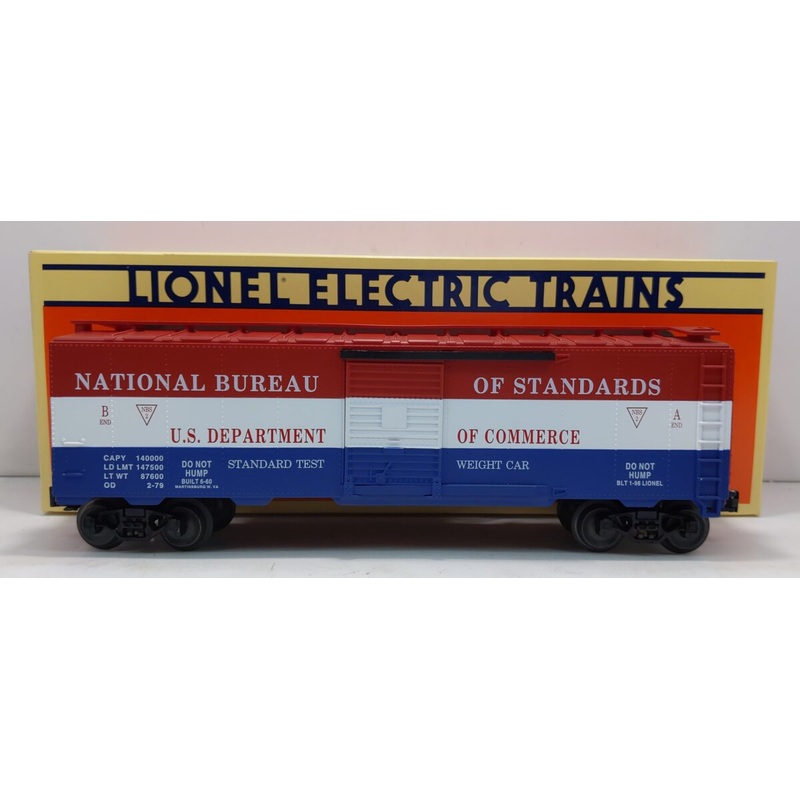 LIONEL ELECTRIC TRAINS
NATIONAL BUREAU OF STANDARDS
B
END
NBS
2
NBS
2
A
END
U.S. DEPARTMENT OF COMMERCE
CAPY 140000
LD LMT 147500
LT WT 87600
OD 2-79
DO NOT
HUMP
BUILT 6-60
MARTINSBURG W. VA
STANDARD TEST WEIGHT CAR
DO NOT
HUMP
BLT 1-98 LIONEL